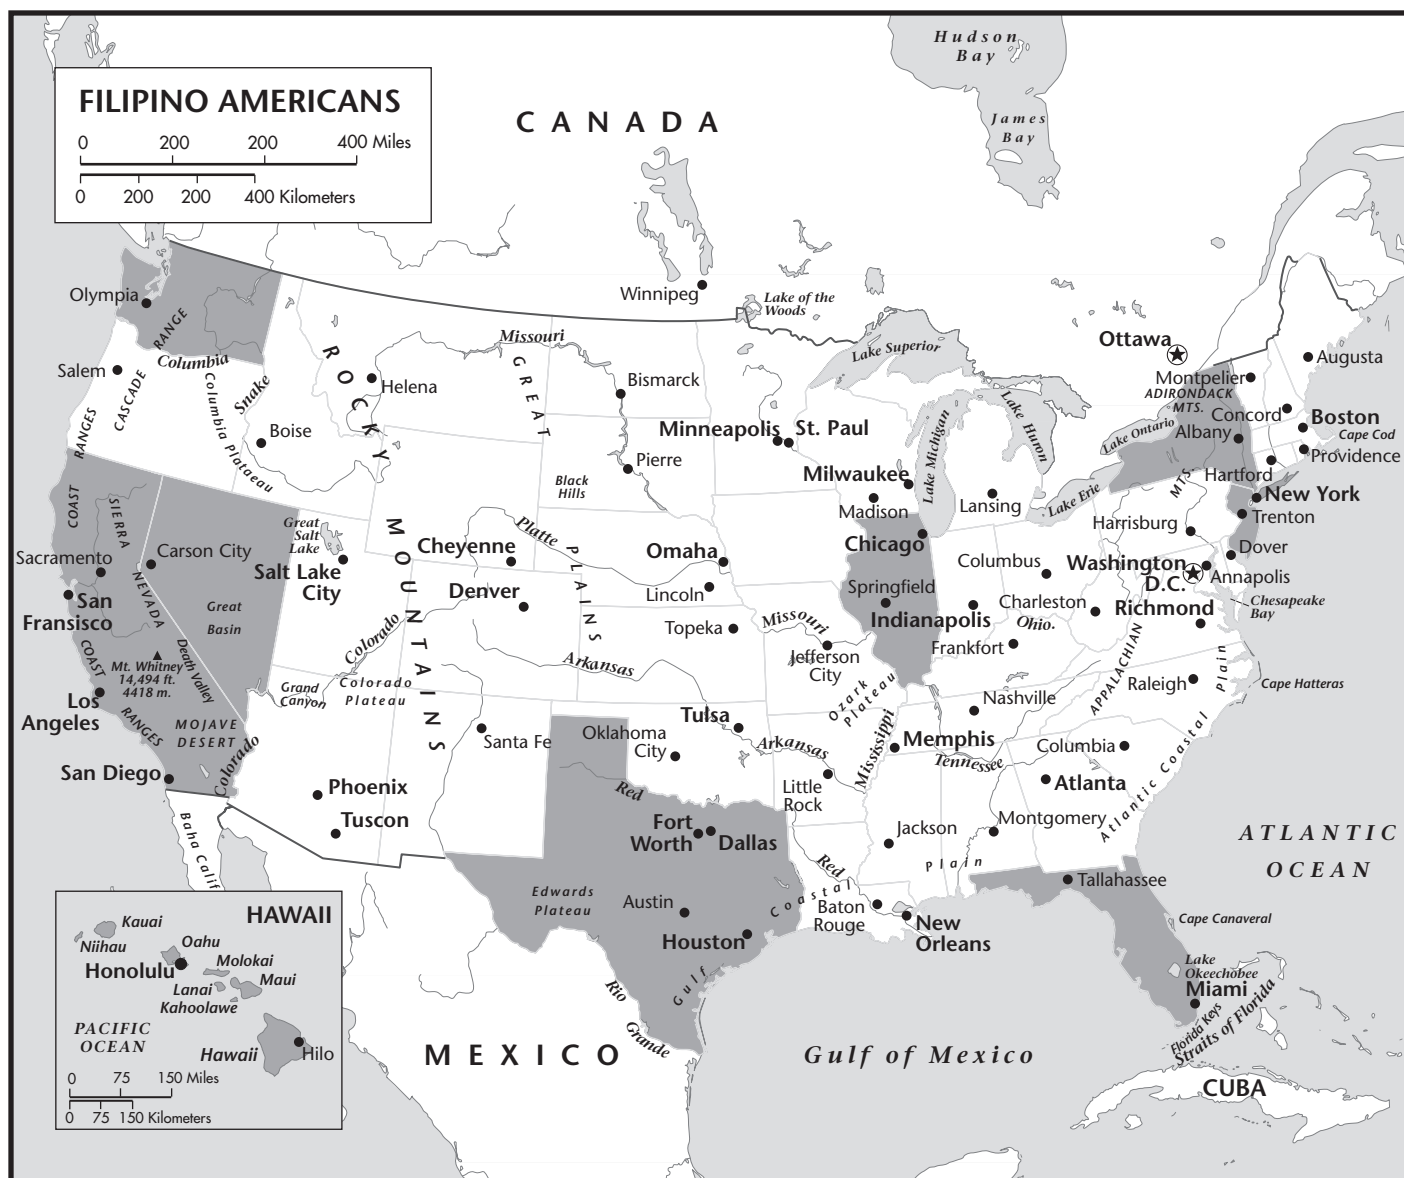 Hudson
Bay
James
Bay
FILIPINO AMERICANS
0 200 200 400 Miles
0 200 200 400 Kilometers
CANADA
Winnipeg
Lake of the
Woods
Olympia
RANGE
Columbia
Salem
CASCADE
RANGES
Columbia Plataeau
Snake
Boise
ROCKY
MOUNTAINS
Helena
Missouri
GREAT
PLAINS
Bismarck
Pierre
Black
Hills
Minneapolis
St. Paul
Lake Superior
Milwaukee
Madison
Lake Michigan
Lake Huron
Lansing
Ottawa
Montpelier
ADIRONDACK
MTS.
Augusta
Concord
Boston
Cape Cod
Lake Ontario
Albany
Providence
Hartford
Lake Erie
MTS.
New York
Trenton
Harrisburg
Dover
COAST
SIERRA
NEVADA
Sacramento
Carson City
San
Fransisco
Great
Basin
COAST
Mt. Whitney
14,494 ft.
4418 m.
Death Valley
Los
Angeles
RANGES
MOJAVE
DESERT
San Diego
Colorado
Great
Salt
Lake
Salt Lake
City
Cheyenne
Platte
Denver
Colorado
Grand
Canyon
Colorado
Plateau
Arkansas
Omaha
Lincoln
Topeka
Missouri
Jefferson
City
Chicago
Springfield
Indianapolis
Columbus
Washington
D.C.
Annapolis
Charleston
Richmond
Chesapeake
Bay
Ohio.
Frankfort
APPALACHIAN
Raleigh
Plain
Cape Hatteras
Ozark
Plateau
Nashville
Mississippi
Memphis
Tennessee
Columbia
Atlanta
Atlantic Coastal
Santa Fe
Oklahoma
City
Tulsa
Arkansas
Little
Rock
Phoenix
Tuscon
Red
Fort
Worth
Dallas
Jackson
Montgomery
Plain
ATLANTIC
OCEAN
Baha Calif
Edwards
Plateau
Austin
Houston
Red
Coastal
Gulf
Baton
Rouge
New
Orleans
Tallahassee
Cape Canaveral
Lake
Okeechobee
Miami
Florida Keys
Straits of Florida
Rio
Grande
MEXICO
Gulf of Mexico
CUBA
HAWAII
Kauai
Niihau
Oahu
Honolulu
Molokai
Lanai
Maui
Kahoolawe
PACIFIC
OCEAN
Hawaii
Hilo
0 75 150 Miles
0 75 150 Kilometers